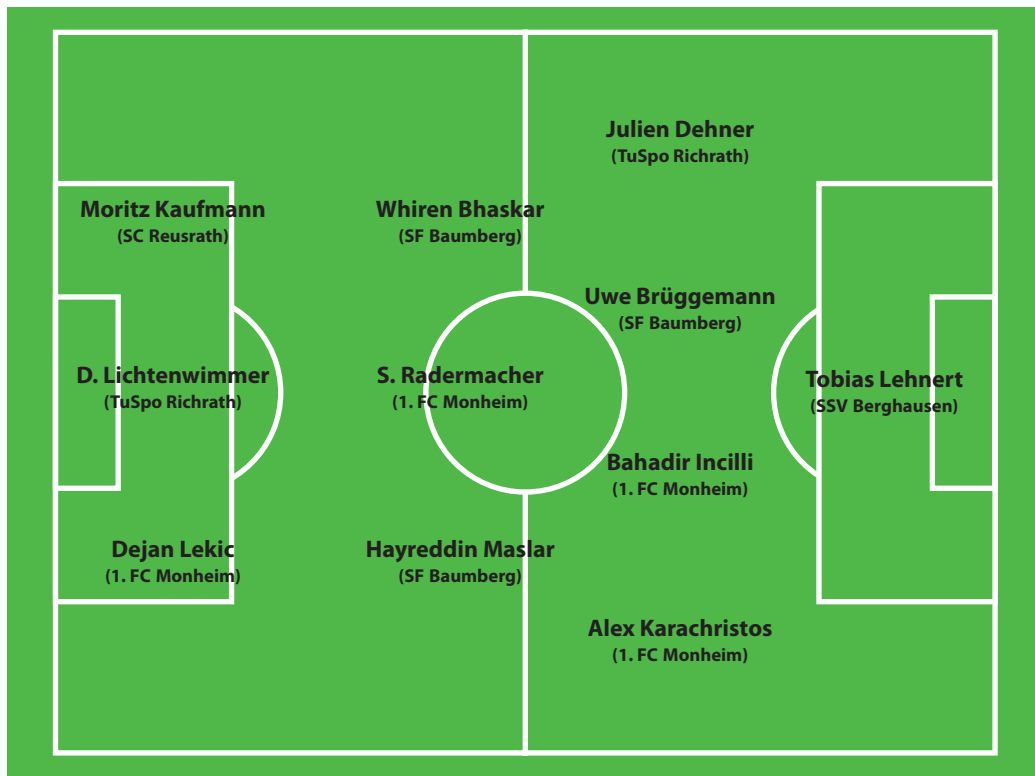 Julien Dehner
(TuSpo Richrath)
Moritz Kaufmann
(SC Reusrath)
Whiren Bhaskar
(SF Baumberg)
Uwe Brüggemann
(SF Baumberg)
D. Lichtenwimmer
(TuSpo Richrath)
S. Radermacher
(1. FC Monheim)
Tobias Lehnert
(SSV Berghausen)
Bahadir Incilli
(1. FC Monheim)
Dejan Lekic
(1. FC Monheim)
Hayreddin Maslar
(SF Baumberg)
Alex Karachristos
(1. FC Monheim)